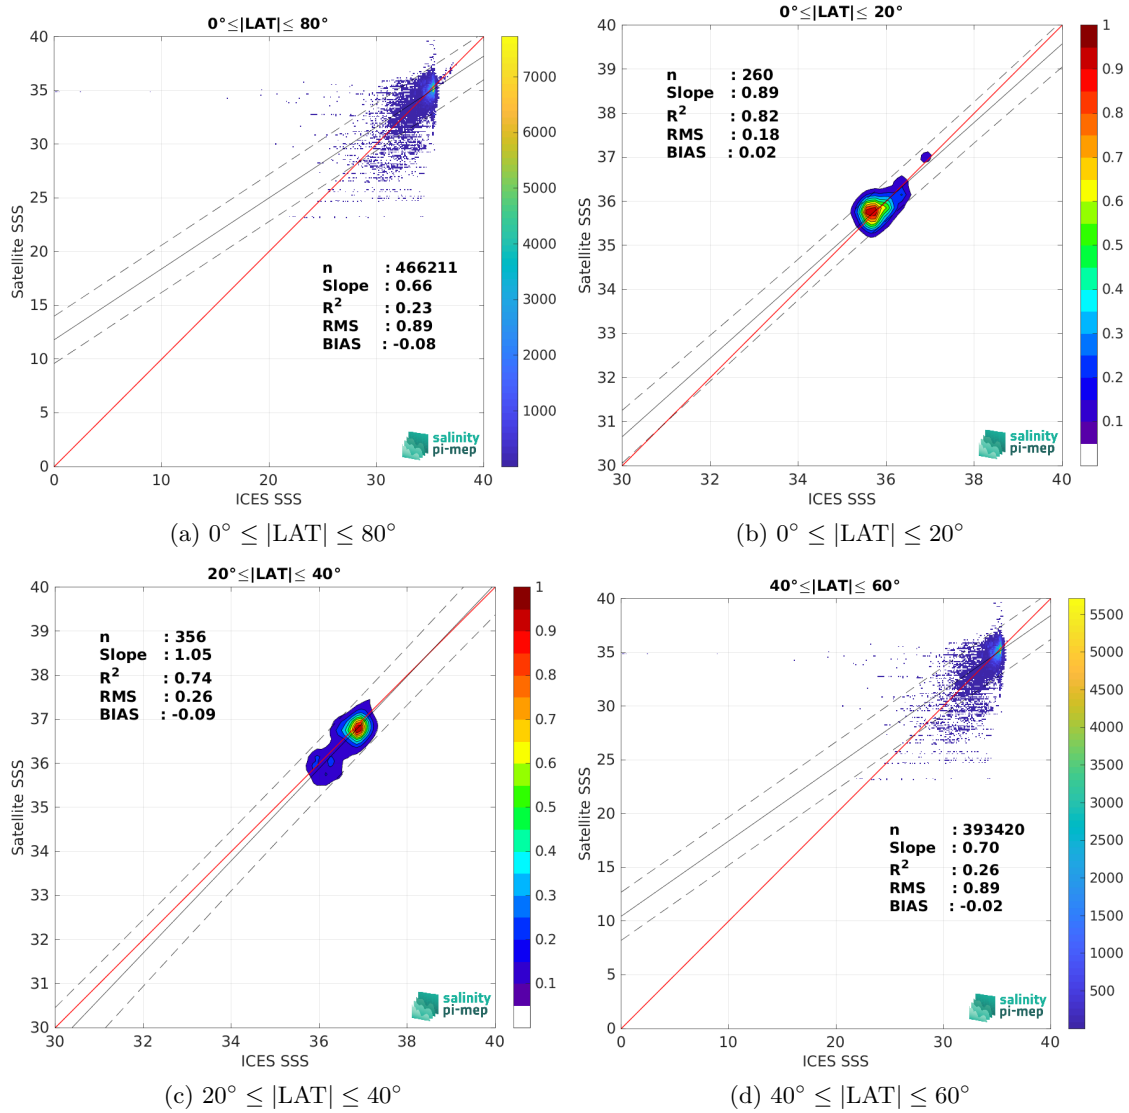 0°≤|LAT|≤ 80°
Satellite SSS
40
35
30
25
20
15
10
5
0
0
10
20
30
40
ICES SSS
n : 466211
Slope : 0.66
R² : 0.23
RMS : 0.89
BIAS : -0.08
salinity
pi-mep
7000
6000
5000
4000
3000
2000
1000
(a) 0° ≤ |LAT| ≤ 80°
0°≤|LAT|≤ 20°
Satellite SSS
40
39
38
37
36
35
34
33
32
31
30
30
32
34
36
38
40
ICES SSS
n : 260
Slope : 0.89
R² : 0.82
RMS : 0.18
BIAS : 0.02
salinity
pi-mep
1
0.9
0.8
0.7
0.6
0.5
0.4
0.3
0.2
0.1
(b) 0° ≤ |LAT| ≤ 20°
20°≤|LAT|≤ 40°
Satellite SSS
40
39
38
37
36
35
34
33
32
31
30
30
32
34
36
38
40
ICES SSS
n : 356
Slope : 1.05
R² : 0.74
RMS : 0.26
BIAS : -0.09
salinity
pi-mep
1
0.9
0.8
0.7
0.6
0.5
0.4
0.3
0.2
0.1
(c) 20° ≤ |LAT| ≤ 40°
40°≤|LAT|≤ 60°
Satellite SSS
40
35
30
25
20
15
10
5
0
0
10
20
30
40
ICES SSS
n : 393420
Slope : 0.70
R² : 0.26
RMS : 0.89
BIAS : -0.02
salinity
pi-mep
5500
5000
4500
4000
3500
3000
2500
2000
1500
1000
500
(d) 40° ≤ |LAT| ≤ 60°